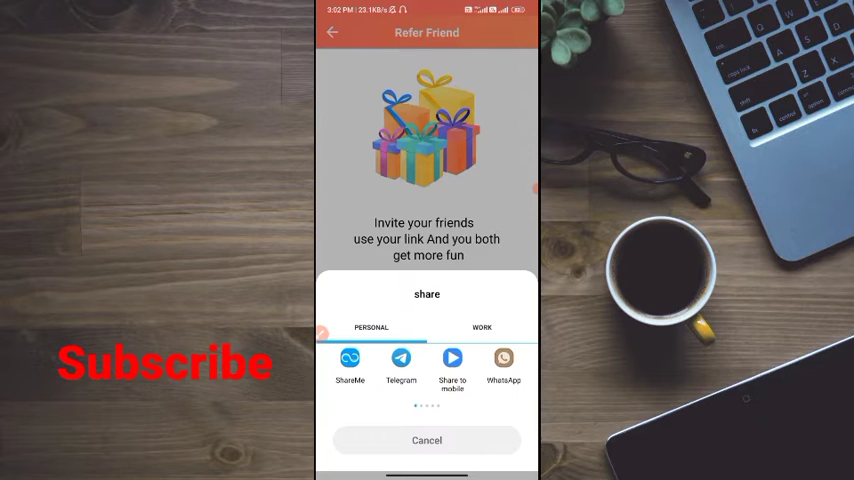 3:02 PM | 23.1KB/s
Refer Friend
Invite your friends
use your link And you both
get more fun
share
PERSONAL WORK
ShareMe Telegram Share to mobile WhatsApp
Cancel
Subscribe